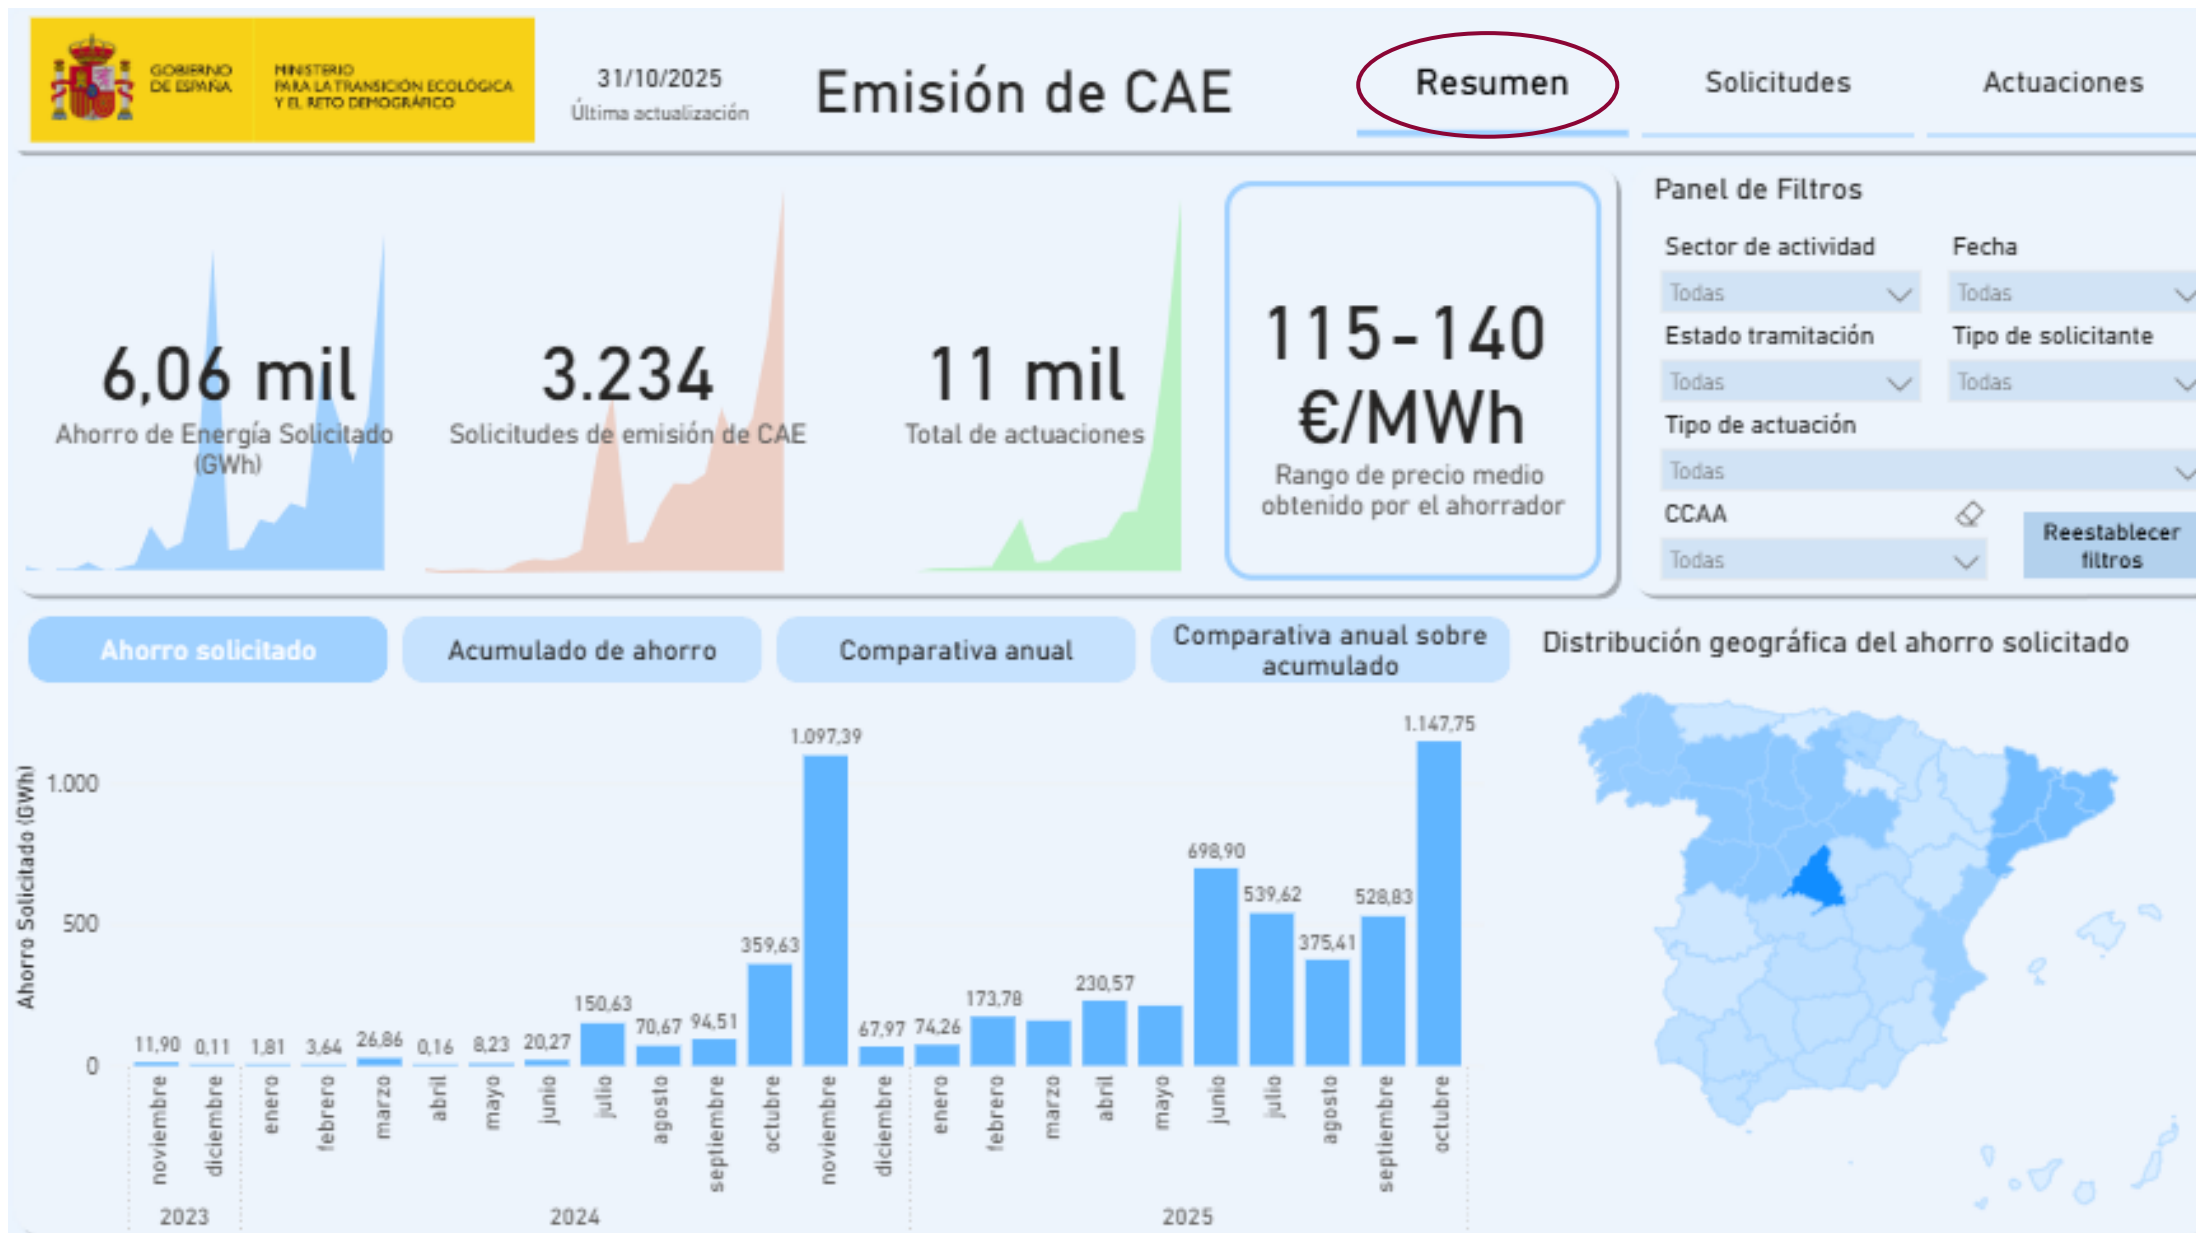 GOBIERNO
DE ESPAÑA
MINISTERIO
PARA LA TRANSICIÓN ECOLÓGICA
Y EL RETO DEMOGRÁFICO
31/10/2025
Última actualización
Emisión de CAE
Resumen
Solicitudes
Actuaciones
6,06 mil
Ahorro de Energía Solicitado
(GWh)
3.234
Solicitudes de emisión de CAE
11 mil
Total de actuaciones
115-140
€/MWh
Rango de precio medio
obtenido por el ahorrador
Panel de Filtros
Sector de actividad
Todas
Fecha
Todas
Estado tramitación
Todas
Tipo de solicitante
Todas
Tipo de actuación
Todas
CCAA
Todas
Reestablecer
filtros
Ahorro solicitado
Acumulado de ahorro
Comparativa anual
Comparativa anual sobre
acumulado
Distribución geográfica del ahorro solicitado
Ahorro Solicitado (GWh)
1.000
500
0
11,90
0,11
1,81
3,64
26,86
0,16
8,23
20,27
150,63
70,67
94,51
359,63
1.097,39
67,97
74,26
173,78
230,57
698,90
539,62
375,41
528,83
1.147,75
noviembre
diciembre
enero
febrero
marzo
abril
mayo
junio
julio
agosto
septiembre
octubre
noviembre
diciembre
enero
febrero
marzo
abril
mayo
junio
julio
agosto
septiembre
octubre
2023
2024
2025